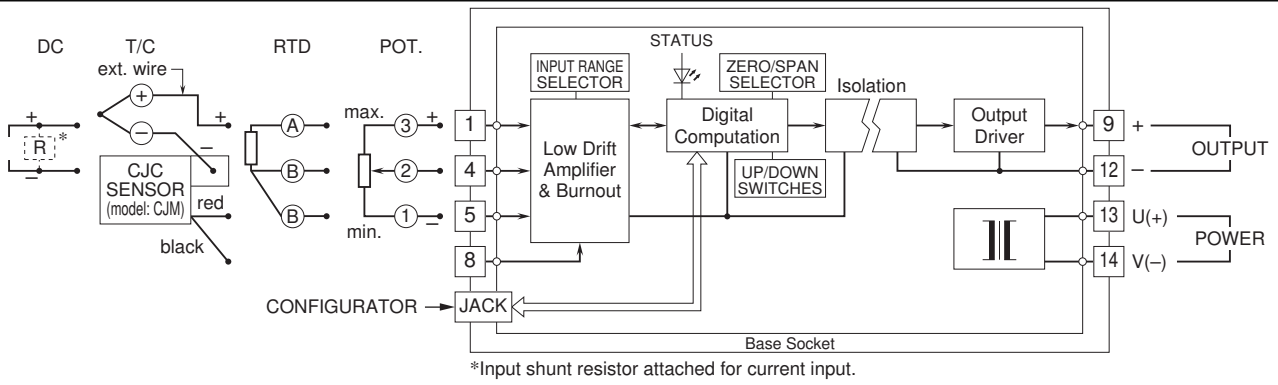 DC
T/C
ext. wire
RTD
POT.
+
R
*
–
+
–
+
–
CJC
SENSOR
(model: CJM)
red
black
A
B
B
max.
3
+
2
1
–
min.
1
4
5
8
INPUT RANGE
SELECTOR
Low Drift
Amplifier
& Burnout
STATUS
Digital
Computation
ZERO/SPAN
SELECTOR
UP/DOWN
SWITCHES
Isolation
Output
Driver
9
+
OUTPUT
12
–
13
U(+)
POWER
14
V(–)
CONFIGURATOR
JACK
Base Socket
*Input shunt resistor attached for current input.